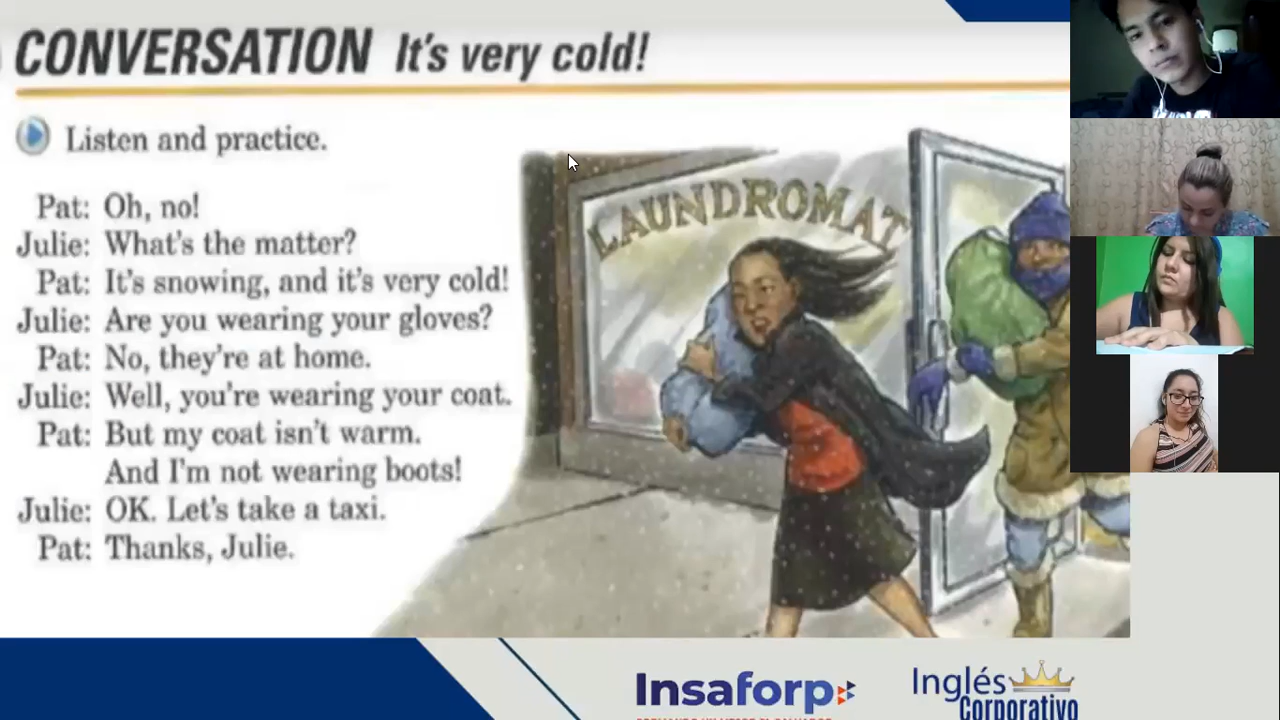 CONVERSATION It's very cold!
Listen and practice.
Pat: Oh, no!
Julie: What's the matter?
Pat: It's snowing, and it's very cold!
Julie: Are you wearing your gloves?
Pat: No, they're at home.
Julie: Well, you're wearing your coat.
Pat: But my coat isn't warm.
And I'm not wearing boots!
Julie: OK. Let's take a taxi.
Pat: Thanks, Julie.
LAUNDROMAT
Insaforp
Inglés
Corporativo